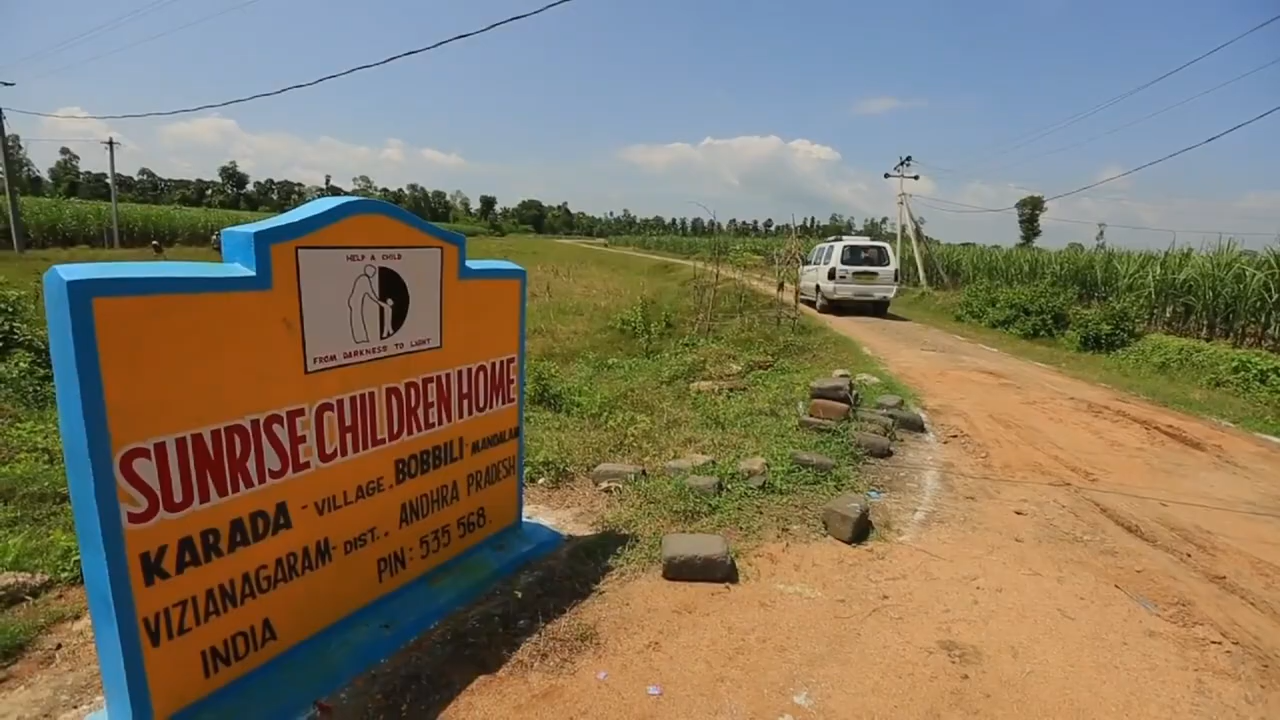 HELP A CHILD
FROM DARKNESS TO LIGHT
SUNRISE CHILDREN HOME
KARADA - VILLAGE, BOBBILI - MANDALAM
VIZIANAGARAM - DIST., ANDHRA PRADESH
PIN: 535 568.
INDIA